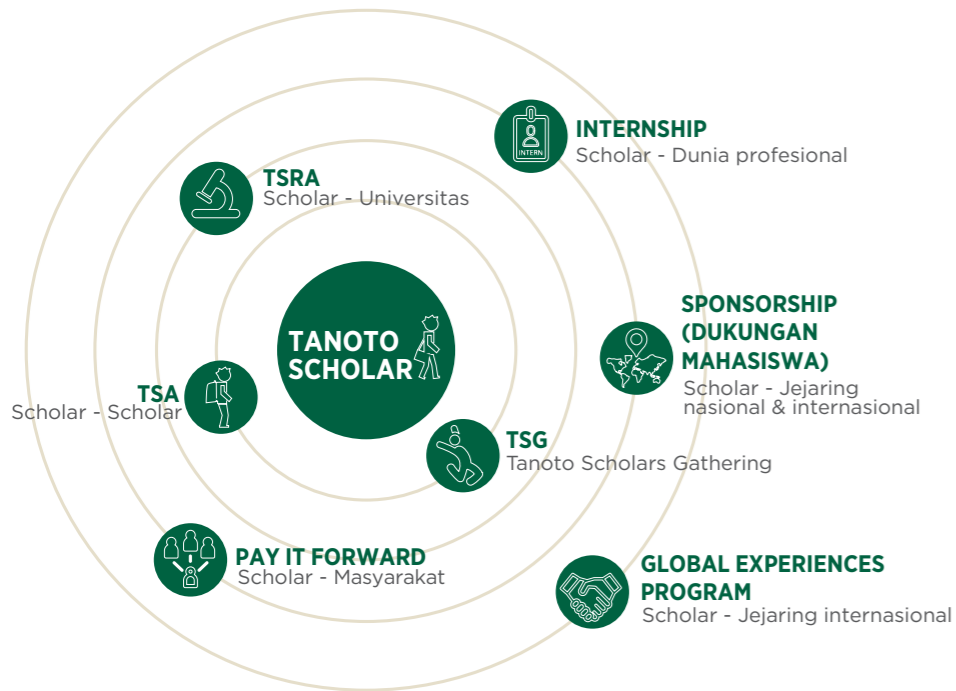 INTERNSHIP
Scholar - Dunia profesional
INTERN
TSRA
Scholar - Universitas
TANOTO
SCHOLAR
SPONSORSHIP
(DUKUNGAN
MAHASISWA)
Scholar - Jejaring
nasional & internasional
TSA
Scholar - Scholar
TSG
Tanoto Scholars Gathering
PAY IT FORWARD
Scholar - Masyarakat
GLOBAL EXPERIENCES
PROGRAM
Scholar - Jejaring internasional